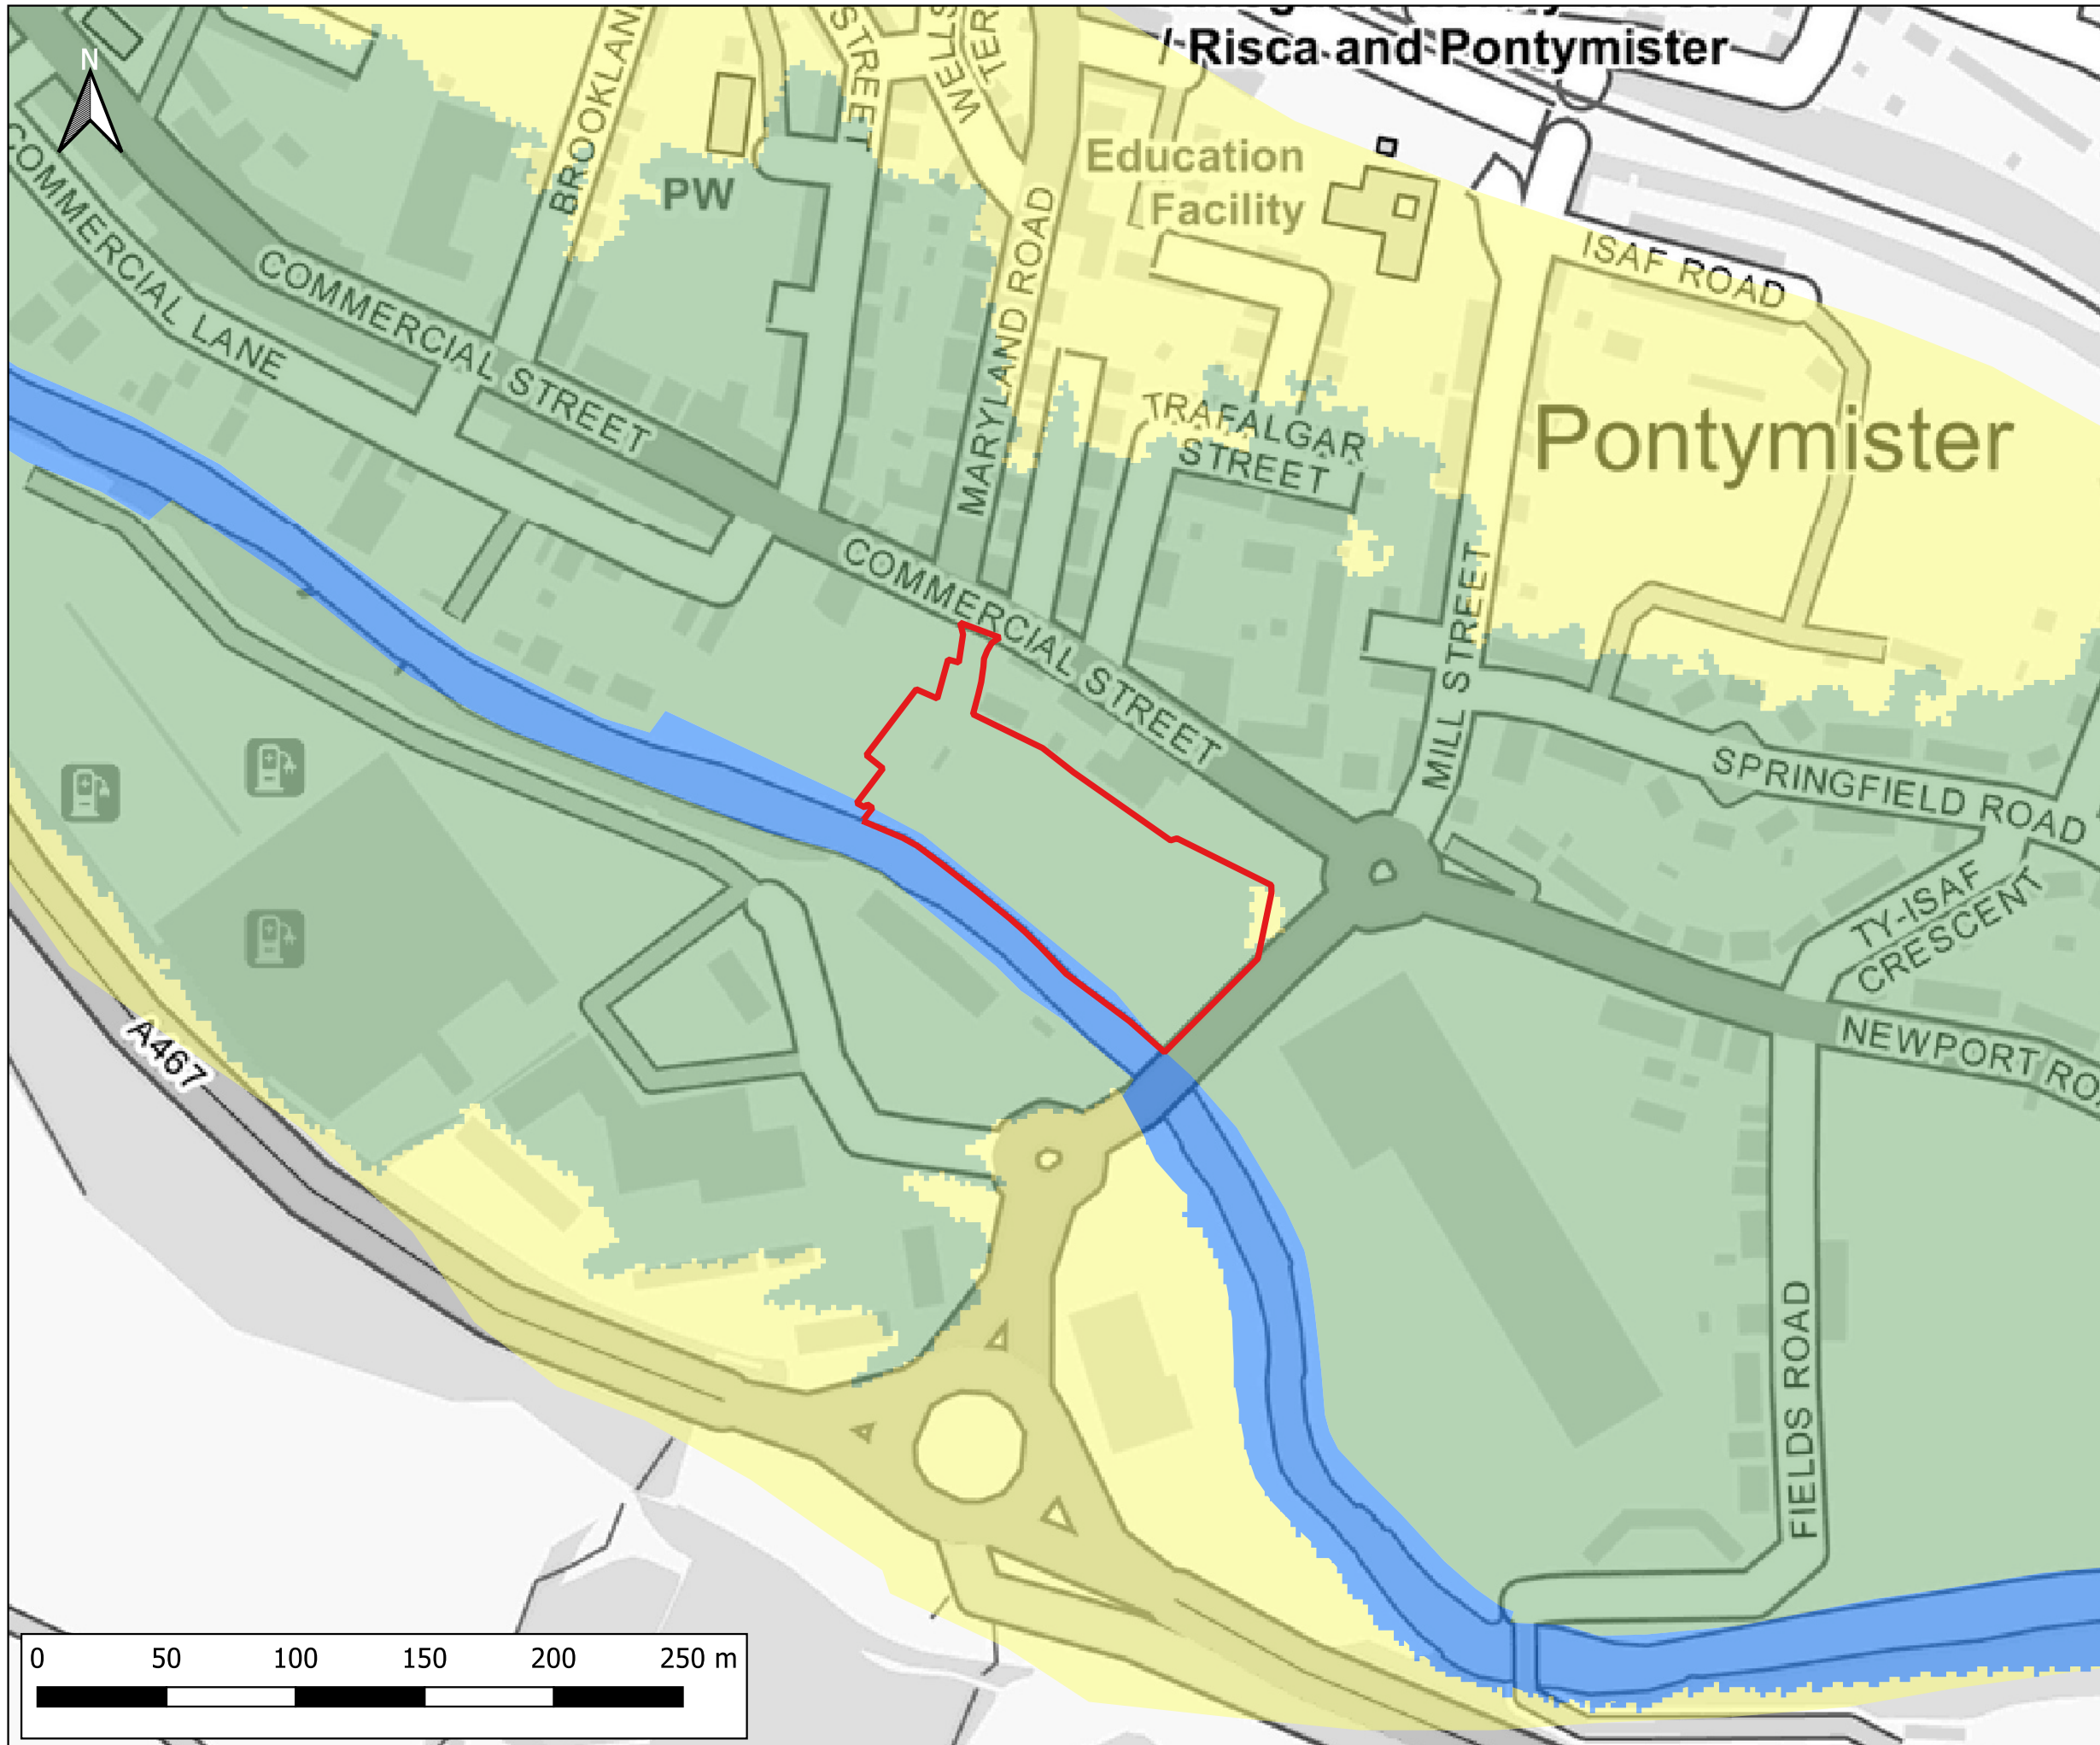 / Risca and Pontymister
N
BROOKLAN
STREET
WELLS
TER
Education
Facility
PW
COMMERCIAL LANE
COMMERCIAL STREET
MARYLAND ROAD
ISAF ROAD
TRAFALGAR
STREET
Pontymister
COMMERCIAL STREET
MILL STREET
SPRINGFIELD ROAD
TY-ISAF
CRESCENT
A467
NEWPORT RO
FIELDS ROAD
0 50 100 150 200 250 m